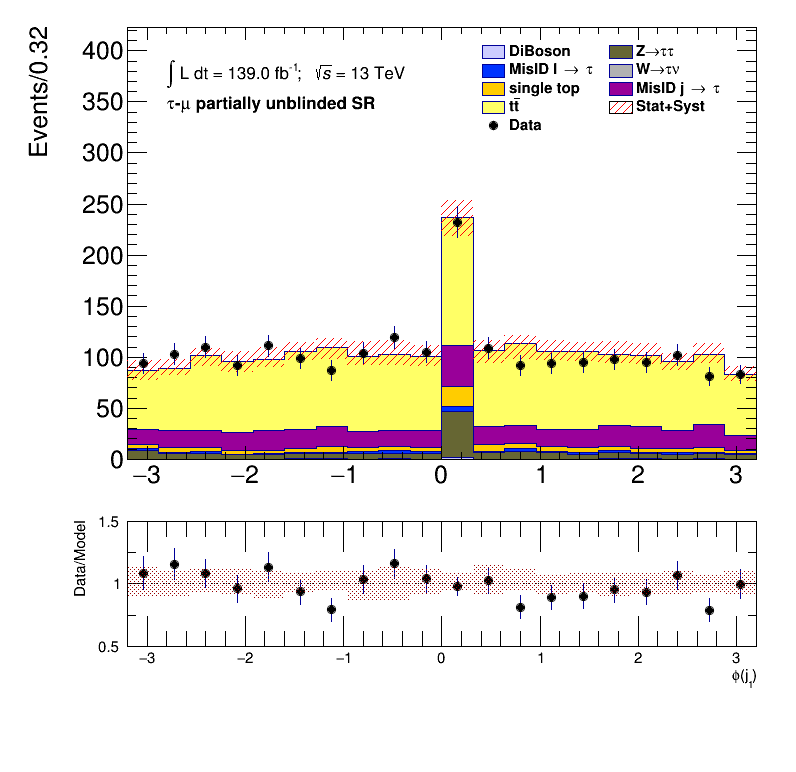 Events/0.32
400
350
300
250
200
150
100
50
0
∫ L dt = 139.0 fb⁻¹; √s = 13 TeV
τ-μ partially unblinded SR
DiBoson
Z→ττ
MisID l → τ
W→τν
single top
MisID j → τ
tt̄
Stat+Syst
Data
−3 −2 −1 0 1 2 3
Data/Model
1.5
1
0.5
−3 −2 −1 0 1 2 3
ϕ(j₁)